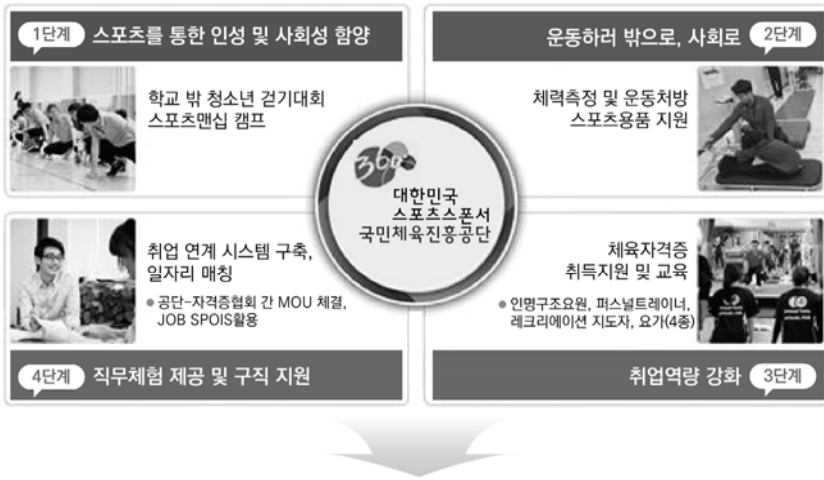 1단계 스포츠를 통한 인성 및 사회성 함양
학교 밖 청소년 걷기대회
스포츠맨십 캠프
운동하러 밖으로, 사회로 2단계
체력측정 및 운동처방
스포츠용품 지원
360°
대한민국
스포츠스폰서
국민체육진흥공단
체육자격증
취득지원 및 교육
● 인명구조요원, 퍼스널트레이너,
레크리에이션 지도자, 요가(4종)
취업역량 강화 3단계
취업 연계 시스템 구축,
일자리 매칭
● 공단-자격증협회 간 MOU 체결,
JOB SPOIS활용
4단계 직무체험 제공 및 구직 지원